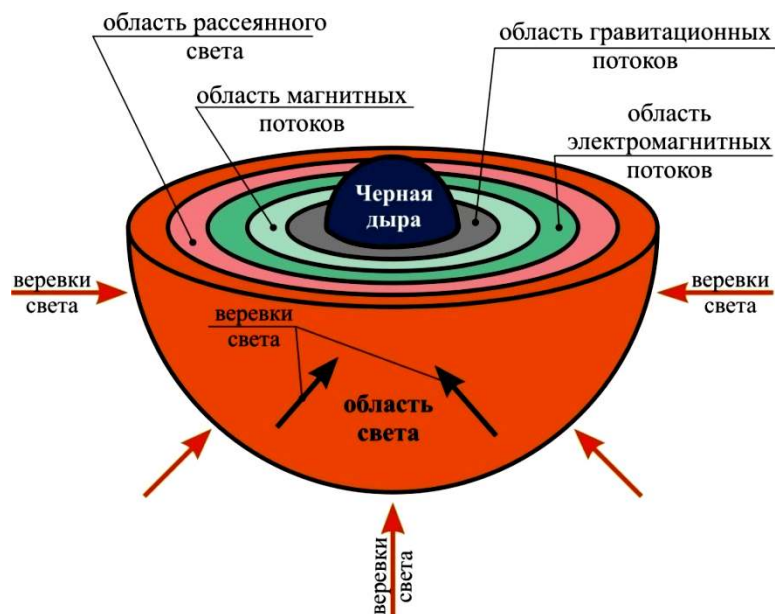 область рассеянного
света
область гравитационных
потоков
область магнитных
потоков
область
электромагнитных
потоков
Черная
дыра
веревки
света
веревки
света
веревки
света
область
света
веревки
света